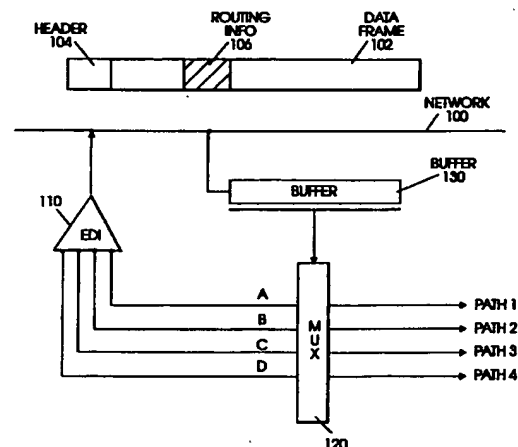 HEADER
104
ROUTING
INFO
106
DATA
FRAME
102
NETWORK
100
BUFFER
130
BUFFER
110
EDI
A
B
C
D
MUX
PATH 1
PATH 2
PATH 3
PATH 4
120